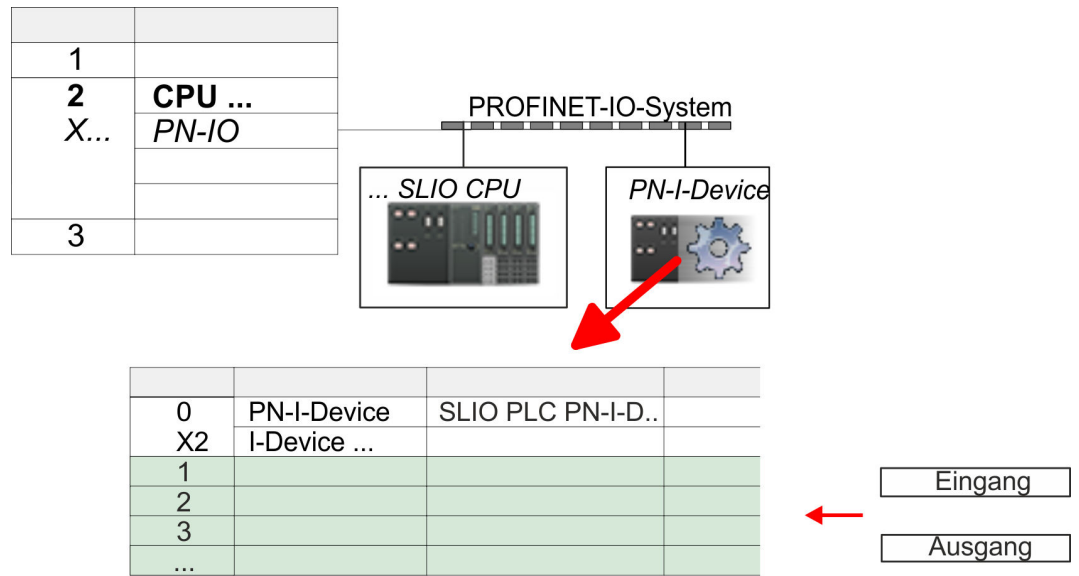 1
2 CPU ...
X... PN-IO
3
PROFINET-IO-System
... SLIO CPU
PN-I-Device
0 PN-I-Device SLIO PLC PN-I-D..
X2 I-Device ...
1
2
3
...
Eingang
Ausgang